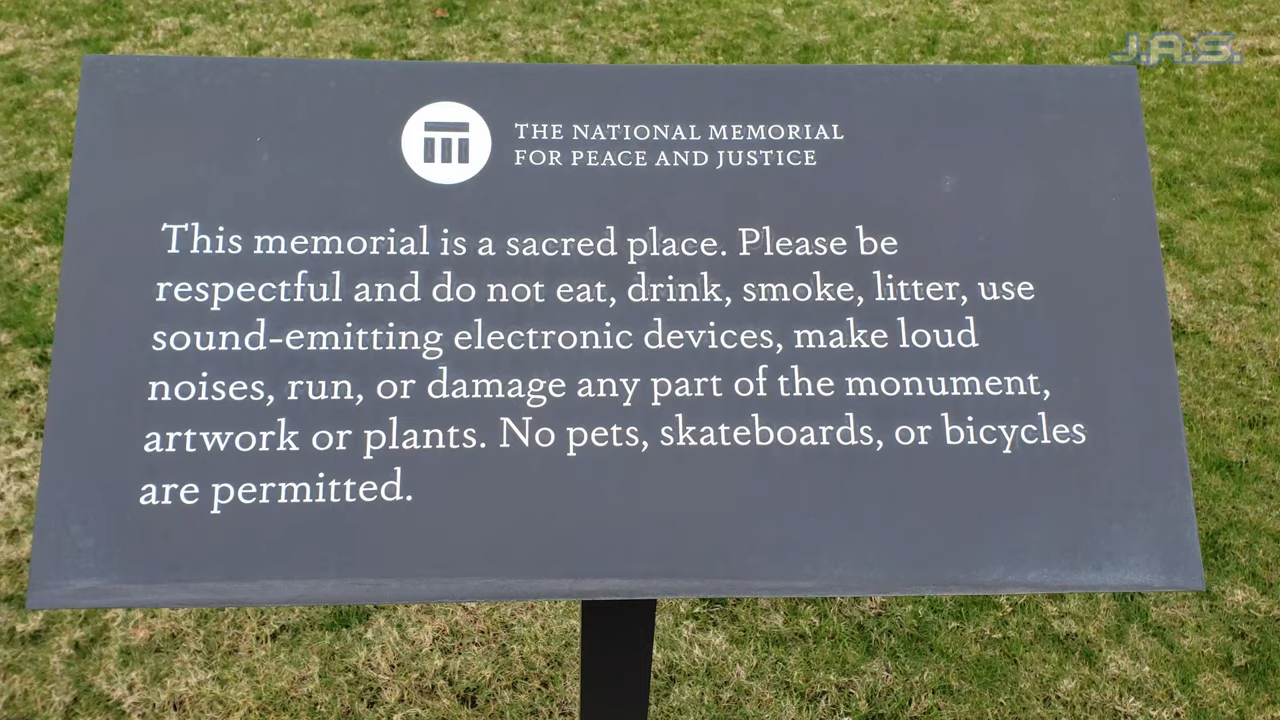 J.A.S.
THE NATIONAL MEMORIAL
FOR PEACE AND JUSTICE
This memorial is a sacred place. Please be
respectful and do not eat, drink, smoke, litter, use
sound-emitting electronic devices, make loud
noises, run, or damage any part of the monument,
artwork or plants. No pets, skateboards, or bicycles
are permitted.